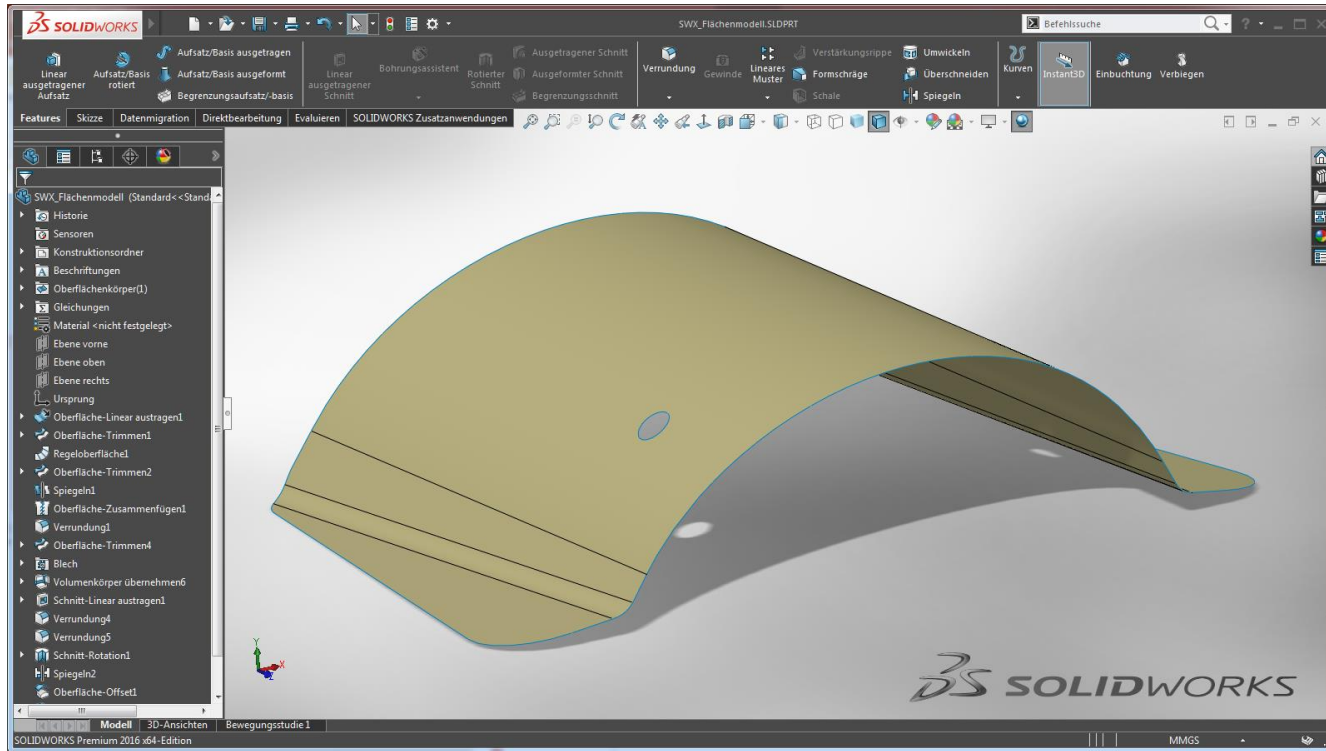 SOLIDWORKS
SWX_Flächenmodell.SLDPRT
Befehlssuche
Linear ausgetragener Aufsatz
Aufsatz/Basis rotiert
Aufsatz/Basis ausgetragen
Aufsatz/Basis ausgeformt
Begrenzungsaufsatz/-basis
Linear ausgetragener Schnitt
Bohrungsassistent
Rotierter Schnitt
Ausgetragener Schnitt
Ausgeformter Schnitt
Begrenzungsschnitt
Verrundung
Gewinde
Lineares Muster
Verstärkungsrippe
Formschräge
Schale
Umwickeln
Überschneiden
Spiegeln
Kurven
Instant3D
Einbuchtung
Verbiegen
Features
Skizze
Datenmigration
Direktbearbeitung
Evaluieren
SOLIDWORKS Zusatzanwendungen
SWX_Flächenmodell (Standard<<Stand
Historie
Sensoren
Konstruktionsordner
Beschriftungen
Oberflächenkörper(1)
Gleichungen
Material <nicht festgelegt>
Ebene vorne
Ebene oben
Ebene rechts
Ursprung
Oberfläche-Linear austragen1
Oberfläche-Trimmen1
Regeloberfläche1
Oberfläche-Trimmen2
Spiegeln1
Oberfläche-Zusammenfügen1
Verrundung1
Oberfläche-Trimmen4
Blech
Volumenkörper übernehmen6
Schnitt-Linear austragen1
Verrundung4
Verrundung5
Schnitt-Rotation1
Spiegeln2
Oberfläche-Offset1
Y
X
Z
SOLIDWORKS
Modell
3D-Ansichten
Bewegungsstudie 1
SOLIDWORKS Premium 2016 x64-Edition
MMGS